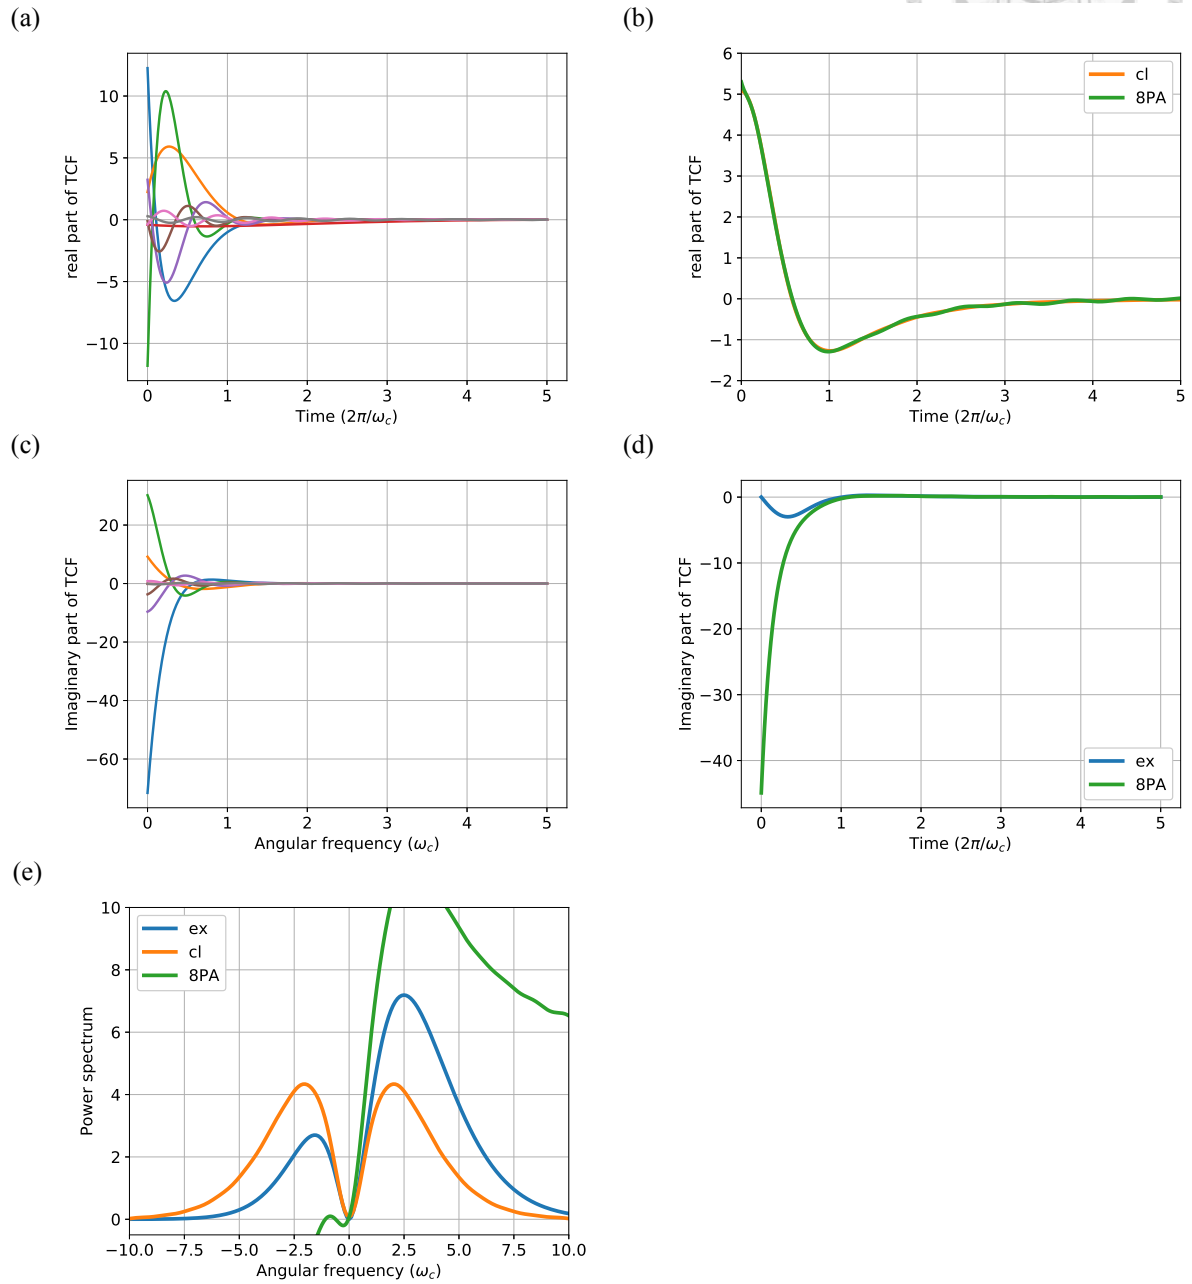 (a)
(b)
real part of TCF
10
5
0
−5
−10
0 1 2 3 4 5
Time (2π/ω_c)
real part of TCF
6
5
4
3
2
1
0
−1
−2
cl
8PA
0 1 2 3 4 5
Time (2π/ω_c)
(c)
(d)
Imaginary part of TCF
20
0
−20
−40
−60
0 1 2 3 4 5
Angular frequency (ω_c)
Imaginary part of TCF
0
−10
−20
−30
−40
ex
8PA
0 1 2 3 4 5
Time (2π/ω_c)
(e)
Power spectrum
10
8
6
4
2
0
ex
cl
8PA
−10.0 −7.5 −5.0 −2.5 0.0 2.5 5.0 7.5 10.0
Angular frequency (ω_c)